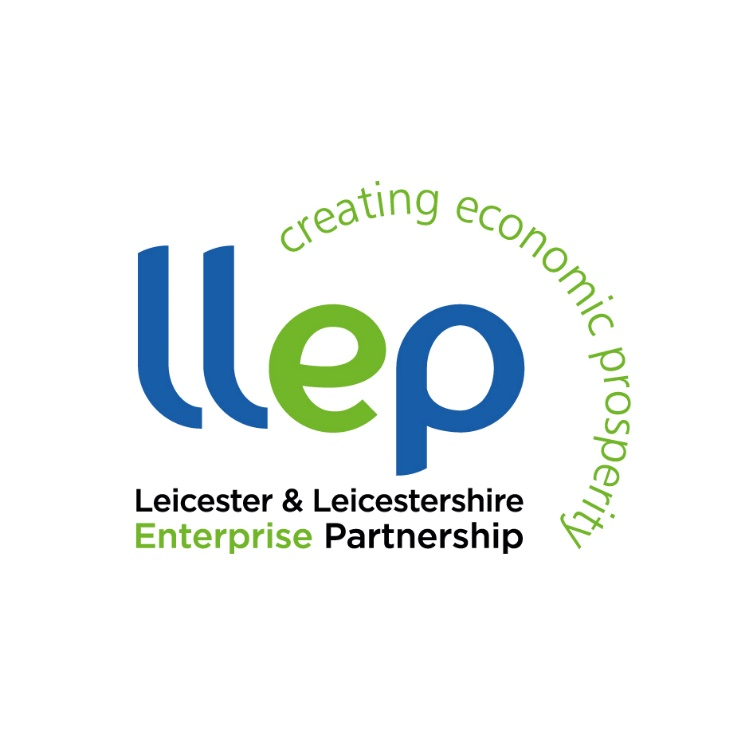 creating economic prosperity
llep
Leicester & Leicestershire
Enterprise Partnership